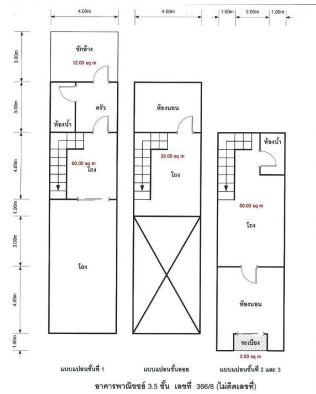 4.00m
4.00m
1.00m
2.00m
1.00m
3.00m
3.00m
4.00m
1.00m
3.00m
4.00m
1.00m
ซักล้าง
12.00 sq m
ครัว
ห้องน้ำ
60.00 sq m
โถง
โถง
ห้องนอน
32.00 sq m
โถง
ห้องน้ำ
50.00 sq m
โถง
ห้องนอน
ระเบียง
2.00 sq m
แบบแปลนชั้นที่ 1
แบบแปลนชั้นลอย
แบบแปลนชั้นที่ 2 และ 3
อาคารพาณิชย์ 3.5 ชั้น เลขที่ 366/8 (ไม่ติดเลขที่)